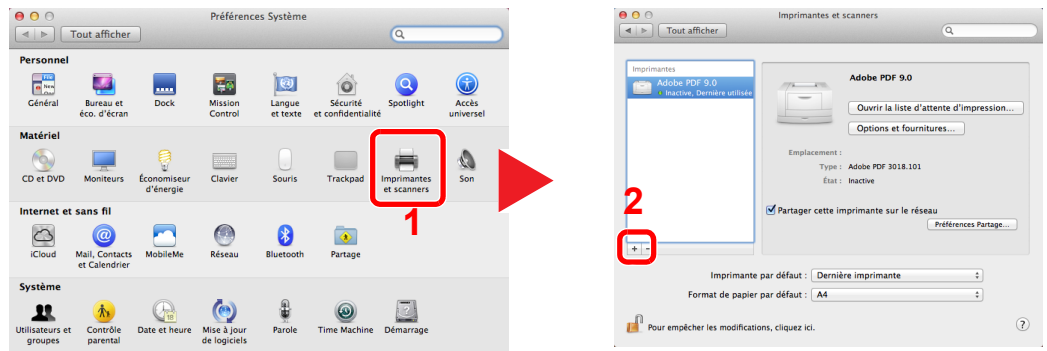 Préférences Système
Tout afficher
Personnel
Général
Bureau et
éco. d'écran
Dock
Mission
Control
Langue
et texte
Sécurité
et confidentialité
Spotlight
Accès
universel
Matériel
CD et DVD
Moniteurs
Économiseur
d'énergie
Clavier
Souris
Trackpad
Imprimantes
et scanners
Son
1
Internet et sans fil
iCloud
Mail, Contacts
et Calendrier
MobileMe
Réseau
Bluetooth
Partage
Système
Utilisateurs et
groupes
Contrôle
parental
Date et heure
Mise à jour
de logiciels
Parole
Time Machine
Démarrage
Imprimantes et scanners
Tout afficher
Imprimantes
Adobe PDF 9.0
Inactive, Dernière utilisée
2
+ −
Adobe PDF 9.0
Ouvrir la liste d'attente d'impression...
Options et fournitures...
Emplacement :
Type : Adobe PDF 3018.101
État : Inactive
Partager cette imprimante sur le réseau
Préférences Partage...
Imprimante par défaut : Dernière imprimante
Format de papier par défaut : A4
Pour empêcher les modifications, cliquez ici.
?